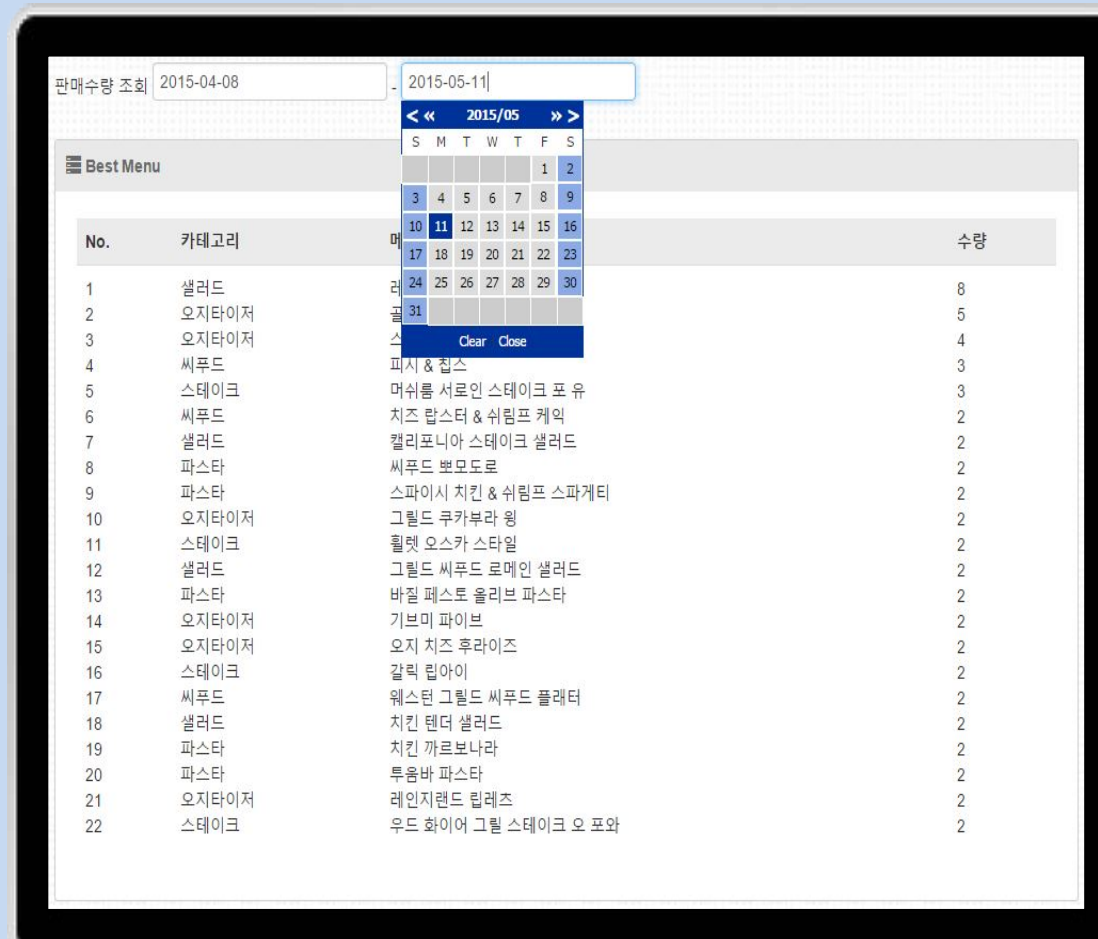 판매수량 조회 2015-04-08 - 2015-05-11
< « 2015/05 » >
S M T W T F S
1 2
3 4 5 6 7 8 9
10 11 12 13 14 15 16
17 18 19 20 21 22 23
24 25 26 27 28 29 30
31
Clear Close
Best Menu
No. 카테고리 수량
1 샐러드 8
2 오지타이저 5
3 오지타이저 4
4 씨푸드 피시 & 칩스 3
5 스테이크 머쉬룸 서로인 스테이크 포 유 3
6 씨푸드 치즈 랍스터 & 쉬림프 케익 2
7 샐러드 캘리포니아 스테이크 샐러드 2
8 파스타 씨푸드 뽀모도로 2
9 파스타 스파이시 치킨 & 쉬림프 스파게티 2
10 오지타이저 그릴드 쿠카부라 윙 2
11 스테이크 휠렛 오스카 스타일 2
12 샐러드 그릴드 씨푸드 로메인 샐러드 2
13 파스타 바질 페스토 올리브 파스타 2
14 오지타이저 기브미 파이브 2
15 오지타이저 오지 치즈 후라이즈 2
16 스테이크 갈릭 립아이 2
17 씨푸드 웨스턴 그릴드 씨푸드 플래터 2
18 샐러드 치킨 텐더 샐러드 2
19 파스타 치킨 까르보나라 2
20 파스타 투움바 파스타 2
21 오지타이저 레인지랜드 립레츠 2
22 스테이크 우드 화이어 그릴 스테이크 오 포와 2